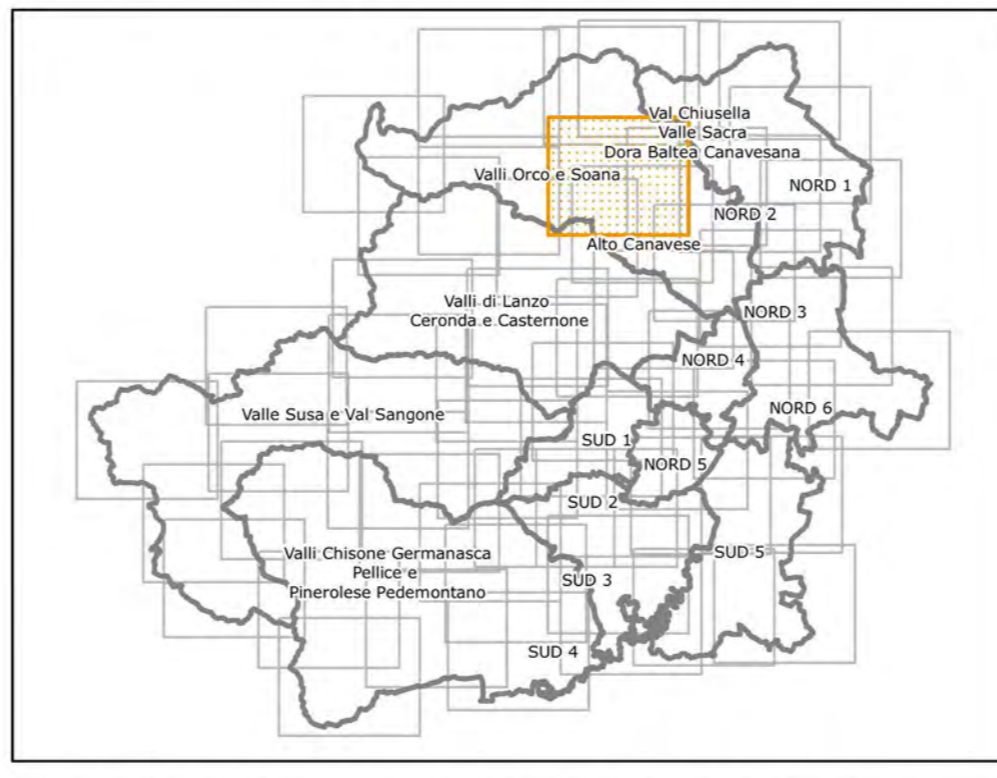 Val Chiusella
Valle Sacra
Dora Baltea Canavesana
Valli Orco e Soana
NORD 1
NORD 2
Alto Canavese
Valli di Lanzo
Ceronda e Casternone
NORD 3
NORD 4
Valle Susa e Val Sangone
NORD 6
SUD 1
NORD 5
SUD 2
Valli Chisone Germanasca
Pellice e
Pinerolese Pedemontano
SUD 5
SUD 3
SUD 4